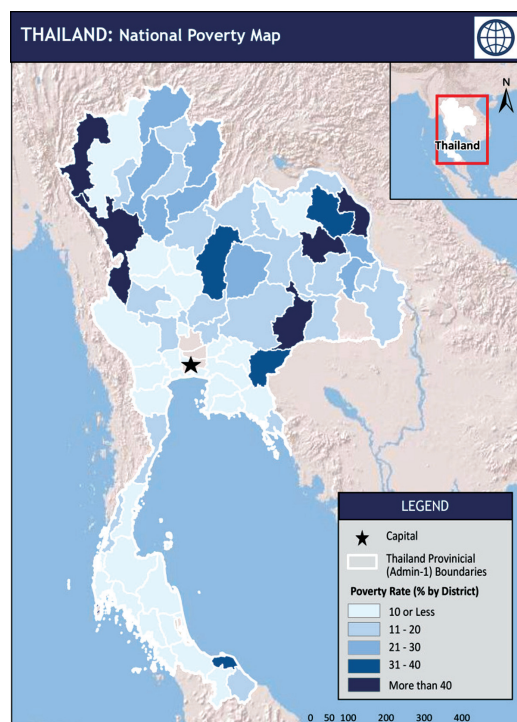 THAILAND: National Poverty Map
N
Thailand
LEGEND
Capital
Thailand Provinicial
(Admin-1) Boundaries
Poverty Rate (% by District)
10 or Less
11 - 20
21 - 30
31 - 40
More than 40
0 50 100 200 300 400